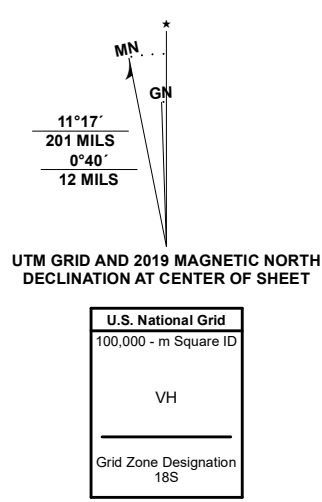 ★
MN
GN
11°17´
201 MILS
0°40´
12 MILS
UTM GRID AND 2019 MAGNETIC NORTH
DECLINATION AT CENTER OF SHEET
U.S. National Grid
100,000 - m Square ID
VH
Grid Zone Designation
18S